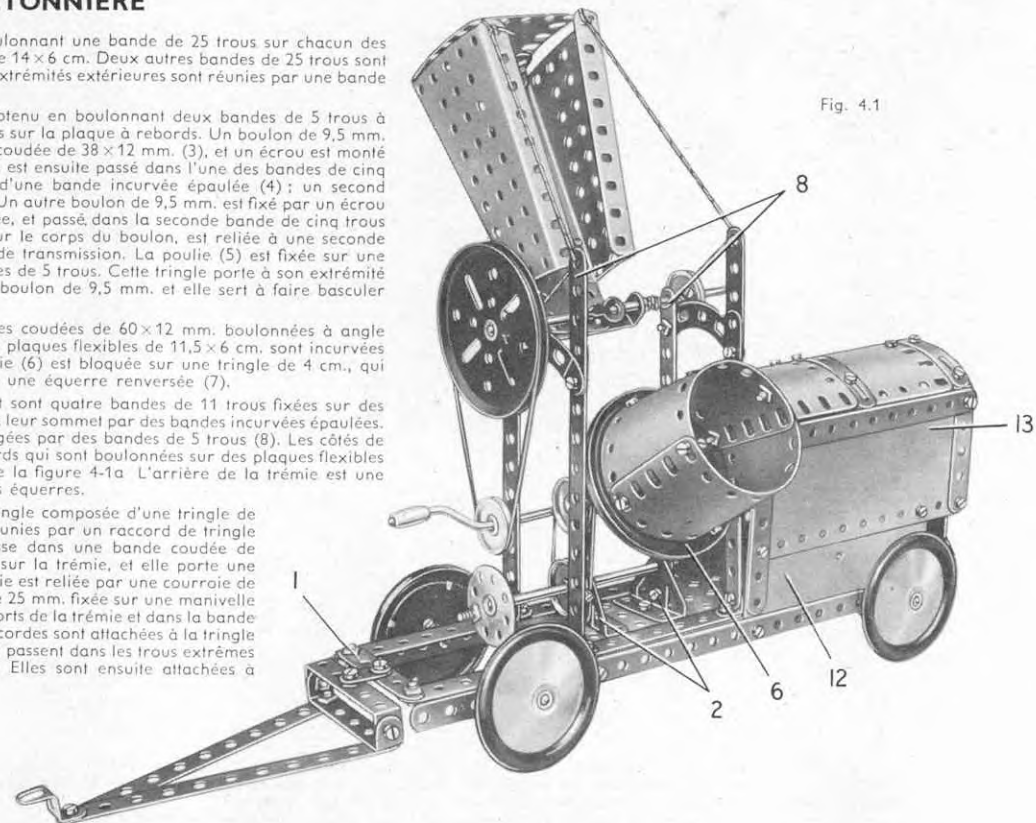 TONNIÈRE
ulonnant une bande de 25 trous sur chacun des
e 14 × 6 cm. Deux autres bandes de 25 trous sont
xtrémités extérieures sont réunies par une bande
btenu en boulonnant deux bandes de 5 trous à
s sur la plaque à rebords. Un boulon de 9,5 mm.
coudée de 38 × 12 mm. (3), et un écrou est monté
est ensuite passé dans l'une des bandes de cinq
d'une bande incurvée épaulée (4) ; un second
Un autre boulon de 9,5 mm. est fixé par un écrou
e, et passé, dans la seconde bande de cinq trous
ur le corps du boulon, est reliée à une seconde
de transmission. La poulie (5) est fixée sur une
es de 5 trous. Cette tringle porte à son extrémité
boulon de 9,5 mm. et elle sert à faire basculer
es coudées de 60 × 12 mm. boulonnées à angle
plaques flexibles de 11,5 × 6 cm. sont incurvées
ie (6) est bloquée sur une tringle de 4 cm., qui
une équerre renversée (7).
t sont quatre bandes de 11 trous fixées sur des
leur sommet par des bandes incurvées épaulées.
gées par des bandes de 5 trous (8). Les côtés de
rds qui sont boulonnées sur des plaques flexibles
e la figure 4-1a L'arrière de la trémie est une
s équerres.
ngle composée d'une tringle de
unies par un raccord de tringle
se dans une bande coudée de
sur la trémie, et elle porte une
ie est reliée par une courroie de
e 25 mm. fixée sur une manivelle
orts de la trémie et dans la bande
cordes sont attachées à la tringle
passent dans les trous extrêmes
Elles sont ensuite attachées à
Fig. 4.1
8
13
1
2
6
12